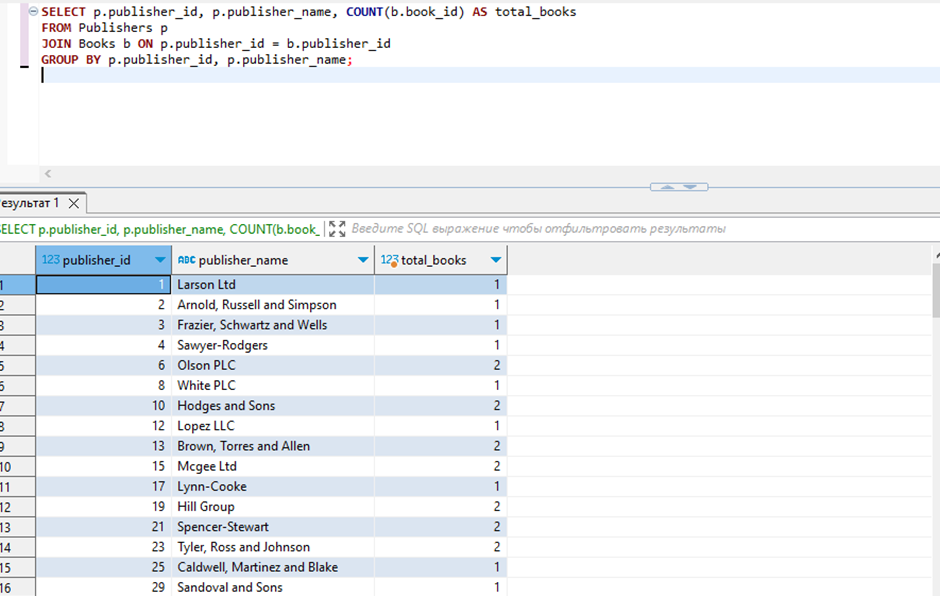 SELECT p.publisher_id, p.publisher_name, COUNT(b.book_id) AS total_books
FROM Publishers p
JOIN Books b ON p.publisher_id = b.publisher_id
GROUP BY p.publisher_id, p.publisher_name;
езультат 1
SELECT p.publisher_id, p.publisher_name, COUNT(b.book_ Введите SQL выражение чтобы отфильтровать результаты
123 publisher_id ABC publisher_name 123 total_books
1 1 Larson Ltd 1
2 2 Arnold, Russell and Simpson 1
3 3 Frazier, Schwartz and Wells 1
4 4 Sawyer-Rodgers 1
5 6 Olson PLC 2
6 8 White PLC 1
7 10 Hodges and Sons 2
8 12 Lopez LLC 1
9 13 Brown, Torres and Allen 2
10 15 Mcgee Ltd 2
11 17 Lynn-Cooke 1
12 19 Hill Group 2
13 21 Spencer-Stewart 2
14 23 Tyler, Ross and Johnson 2
15 25 Caldwell, Martinez and Blake 1
16 29 Sandoval and Sons 1